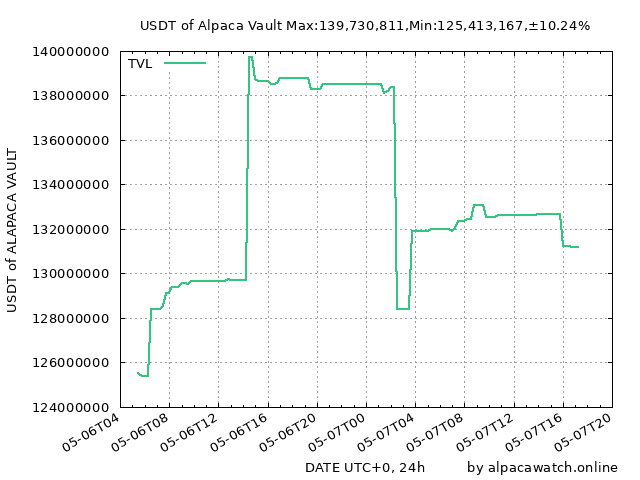 USDT of Alpaca Vault Max:139,730,811,Min:125,413,167,±10.24%
TVL
140000000
138000000
136000000
134000000
132000000
130000000
128000000
126000000
124000000
USDT of ALAPACA VAULT
05-06T04
05-06T08
05-06T12
05-06T16
05-06T20
05-07T00
05-07T04
05-07T08
05-07T12
05-07T16
05-07T20
DATE UTC+0, 24h
by alpacawatch.online